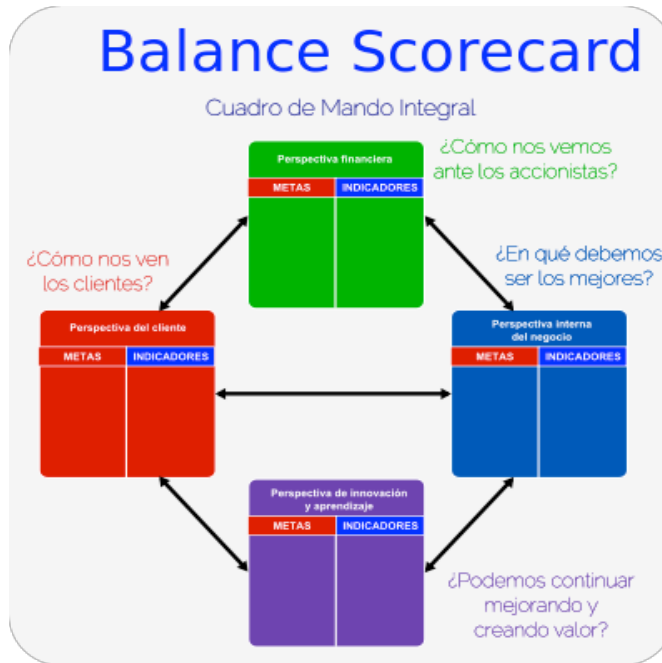 Balance Scorecard
Cuadro de Mando Integral
¿Cómo nos vemos
ante los accionistas?
Perspectiva financiera
METAS INDICADORES
¿Cómo nos ven
los clientes?
¿En qué debemos
ser los mejores?
Perspectiva del cliente
METAS INDICADORES
Perspectiva interna
del negocio
METAS INDICADORES
Perspectiva de innovación
y aprendizaje
METAS INDICADORES
¿Podemos continuar
mejorando y
creando valor?